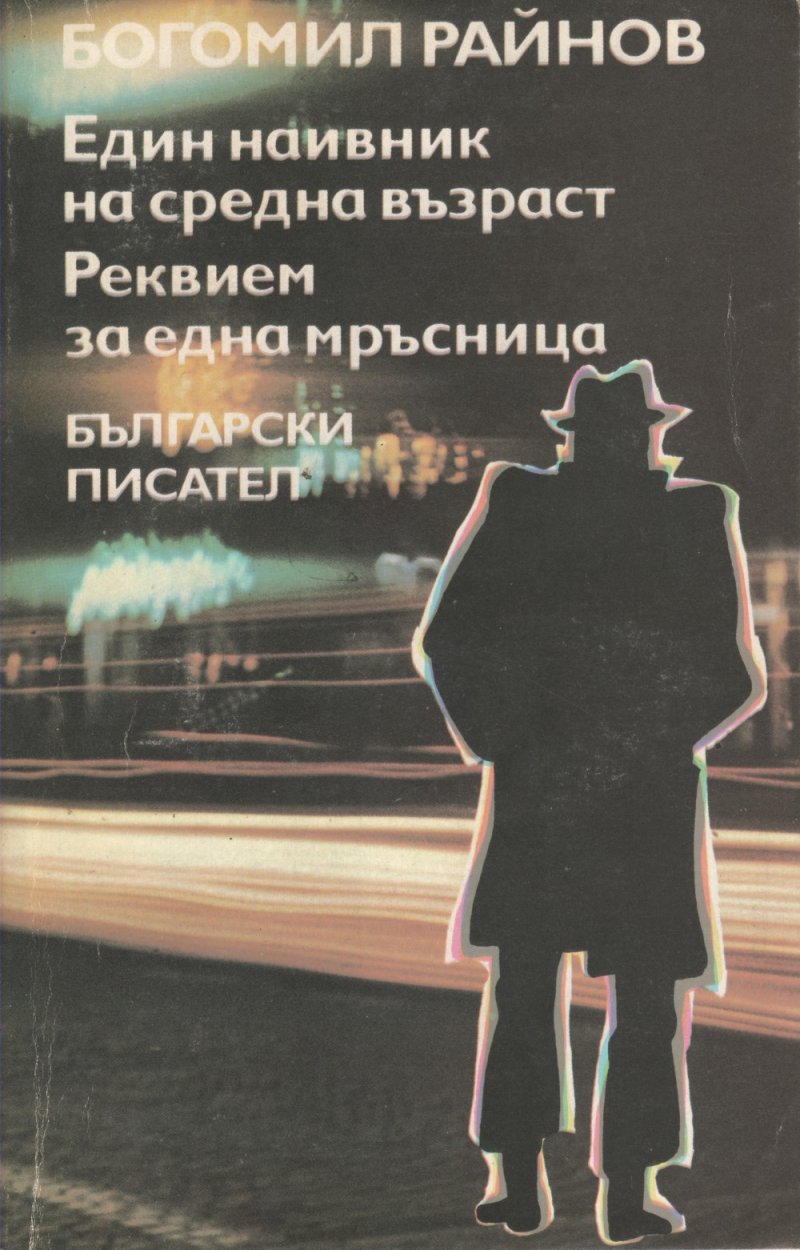 БОГОМИЛ РАЙНОВ
Един наивник
на средна възраст
Реквием
за една мръсница
БЪЛГАРСКИ
ПИСАТЕЛ